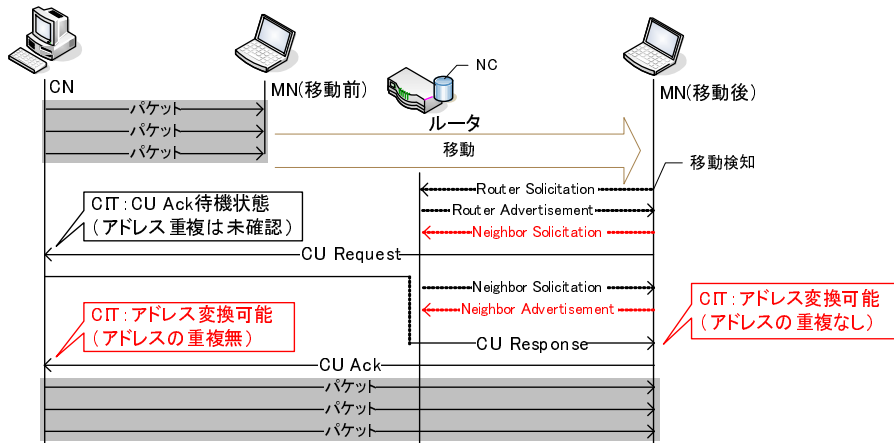 CN
MN(移動前)
NC
MN(移動後)
パケット
パケット
パケット
ルータ
移動
移動検知
Router Solicitation
CIT:CU Ack待機状態
(アドレス重複は未確認)
Router Advertisement
Neighbor Solicitation
CU Request
Neighbor Solicitation
CIT:アドレス変換可能
(アドレスの重複無)
Neighbor Advertisement
CIT:アドレス変換可能
(アドレスの重複なし)
CU Response
CU Ack
パケット
パケット
パケット